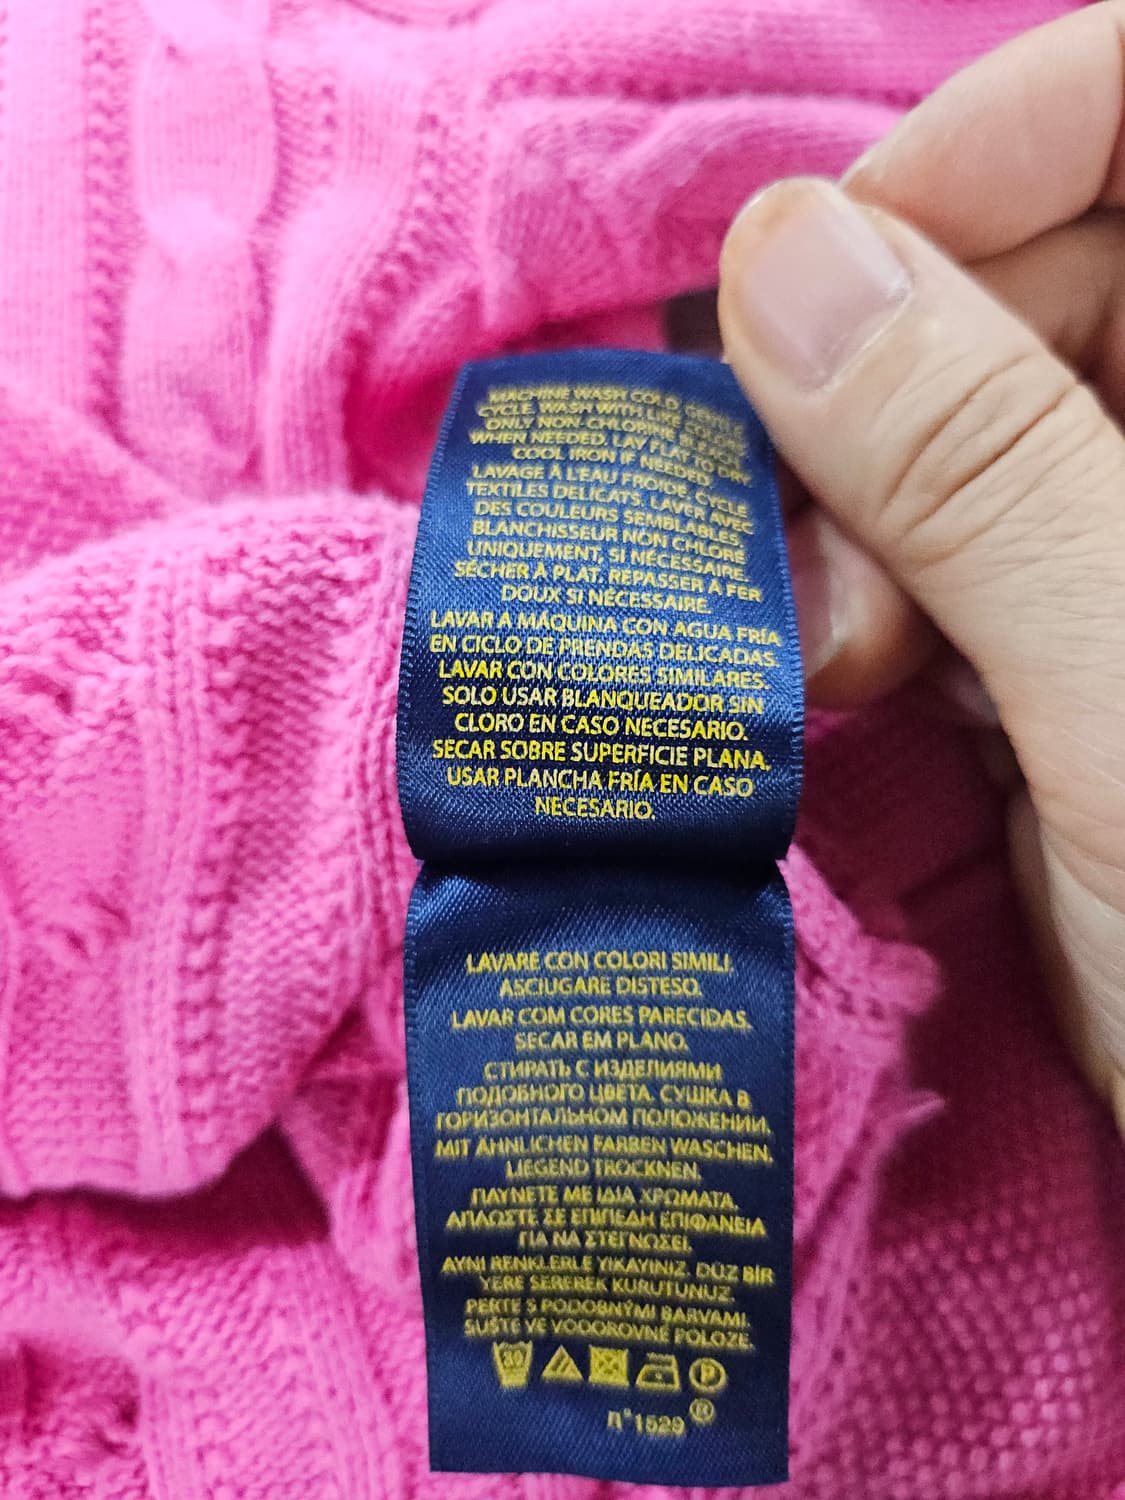 MACHINE WASH COLD, GENTLE
CYCLE. WASH WITH LIKE COLORS.
ONLY NON-CHLORINE BLEACH,
WHEN NEEDED. LAY FLAT TO DRY.
COOL IRON IF NEEDED.
LAVAGE À L'EAU FROIDE, CYCLE
TEXTILES DÉLICATS. LAVER AVEC
DES COULEURS SEMBLABLES.
BLANCHISSEUR NON CHLORÉ
UNIQUEMENT, SI NÉCESSAIRE.
SÉCHER À PLAT. REPASSER À FER
DOUX SI NÉCESSAIRE.
LAVAR A MÁQUINA CON AGUA FRÍA
EN CICLO DE PRENDAS DELICADAS.
LAVAR CON COLORES SIMILARES.
SOLO USAR BLANQUEADOR SIN
CLORO EN CASO NECESARIO.
SECAR SOBRE SUPERFICIE PLANA.
USAR PLANCHA FRÍA EN CASO
NECESARIO.
LAVARE CON COLORI SIMILI.
ASCIUGARE DISTESO.
LAVAR COM CORES PARECIDAS.
SECAR EM PLANO.
СТИРАТЬ С ИЗДЕЛИЯМИ
ПОДОБНОГО ЦВЕТА. СУШКА В
ГОРИЗОНТАЛЬНОМ ПОЛОЖЕНИИ.
MIT ÄHNLICHEN FARBEN WASCHEN.
LIEGEND TROCKNEN.
ΠΛΥΝΕΤΕ ΜΕ ΙΔΙΑ ΧΡΩΜΑΤΑ.
ΑΠΛΩΣΤΕ ΣΕ ΕΠΙΠΕΔΗ ΕΠΙΦΑΝΕΙΑ
ΓΙΑ ΝΑ ΣΤΕΓΝΩΣΕΙ.
AYNI RENKLERLE YIKAYINIZ. DÜZ BİR
YERE SEREREK KURUTUNUZ.
PERTE S PODOBNÝMI BARVAMI.
SUŠTE VE VODOROVNÉ POLOZE.
30 P
n°1529 ®